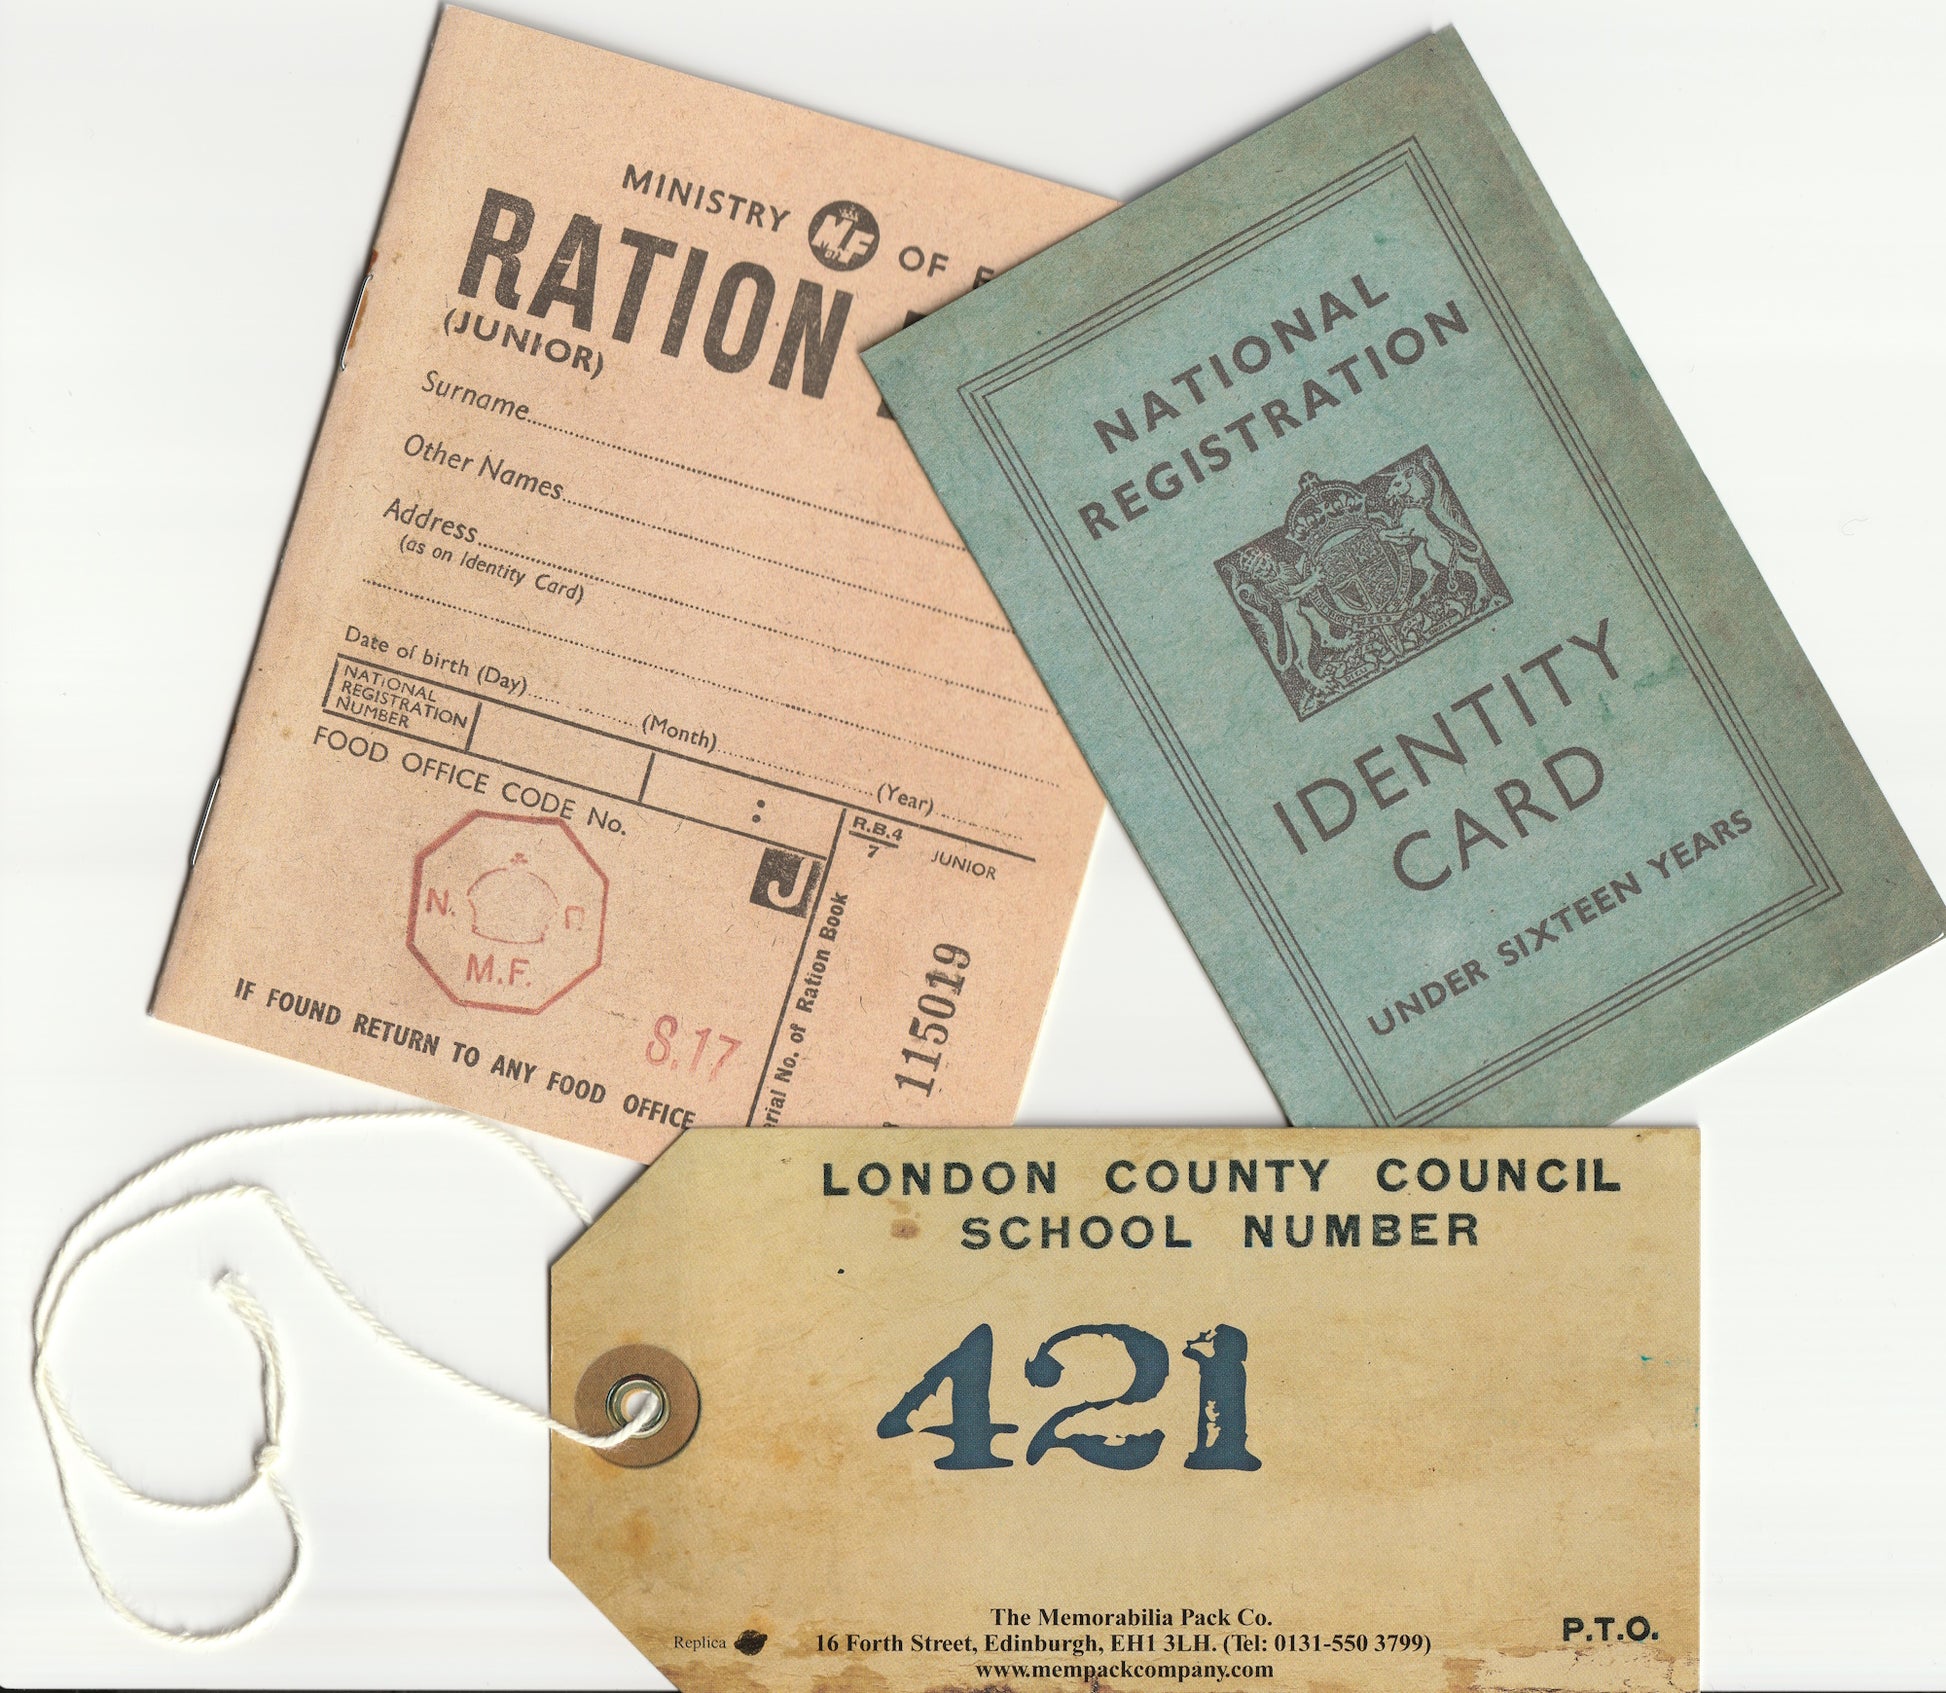 MINISTRY MF OF
RATION
(JUNIOR)
Surname
Other Names
Address
(as on Identity Card)
Date of birth (Day) (Month) (Year)
NATIONAL
REGISTRATION
NUMBER
:
FOOD OFFICE CODE No.
J
R.B.4
7
JUNIOR
N.
M.F.
S.17
IF FOUND RETURN TO ANY FOOD OFFICE
No. of Ration Book
115019
NATIONAL
REGISTRATION
IDENTITY
CARD
UNDER SIXTEEN YEARS
LONDON COUNTY COUNCIL
SCHOOL NUMBER
421
The Memorabilia Pack Co.
Replica 16 Forth Street, Edinburgh, EH1 3LH. (Tel: 0131-550 3799)
www.mempackcompany.com
P.T.O.